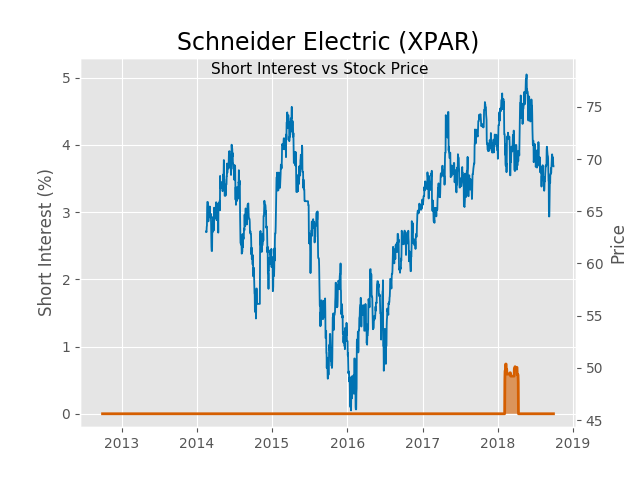 Schneider Electric (XPAR)
Short Interest vs Stock Price
Short Interest (%)
5
4
3
2
1
0
75
70
65
60
55
50
45
Price
2013 2014 2015 2016 2017 2018 2019